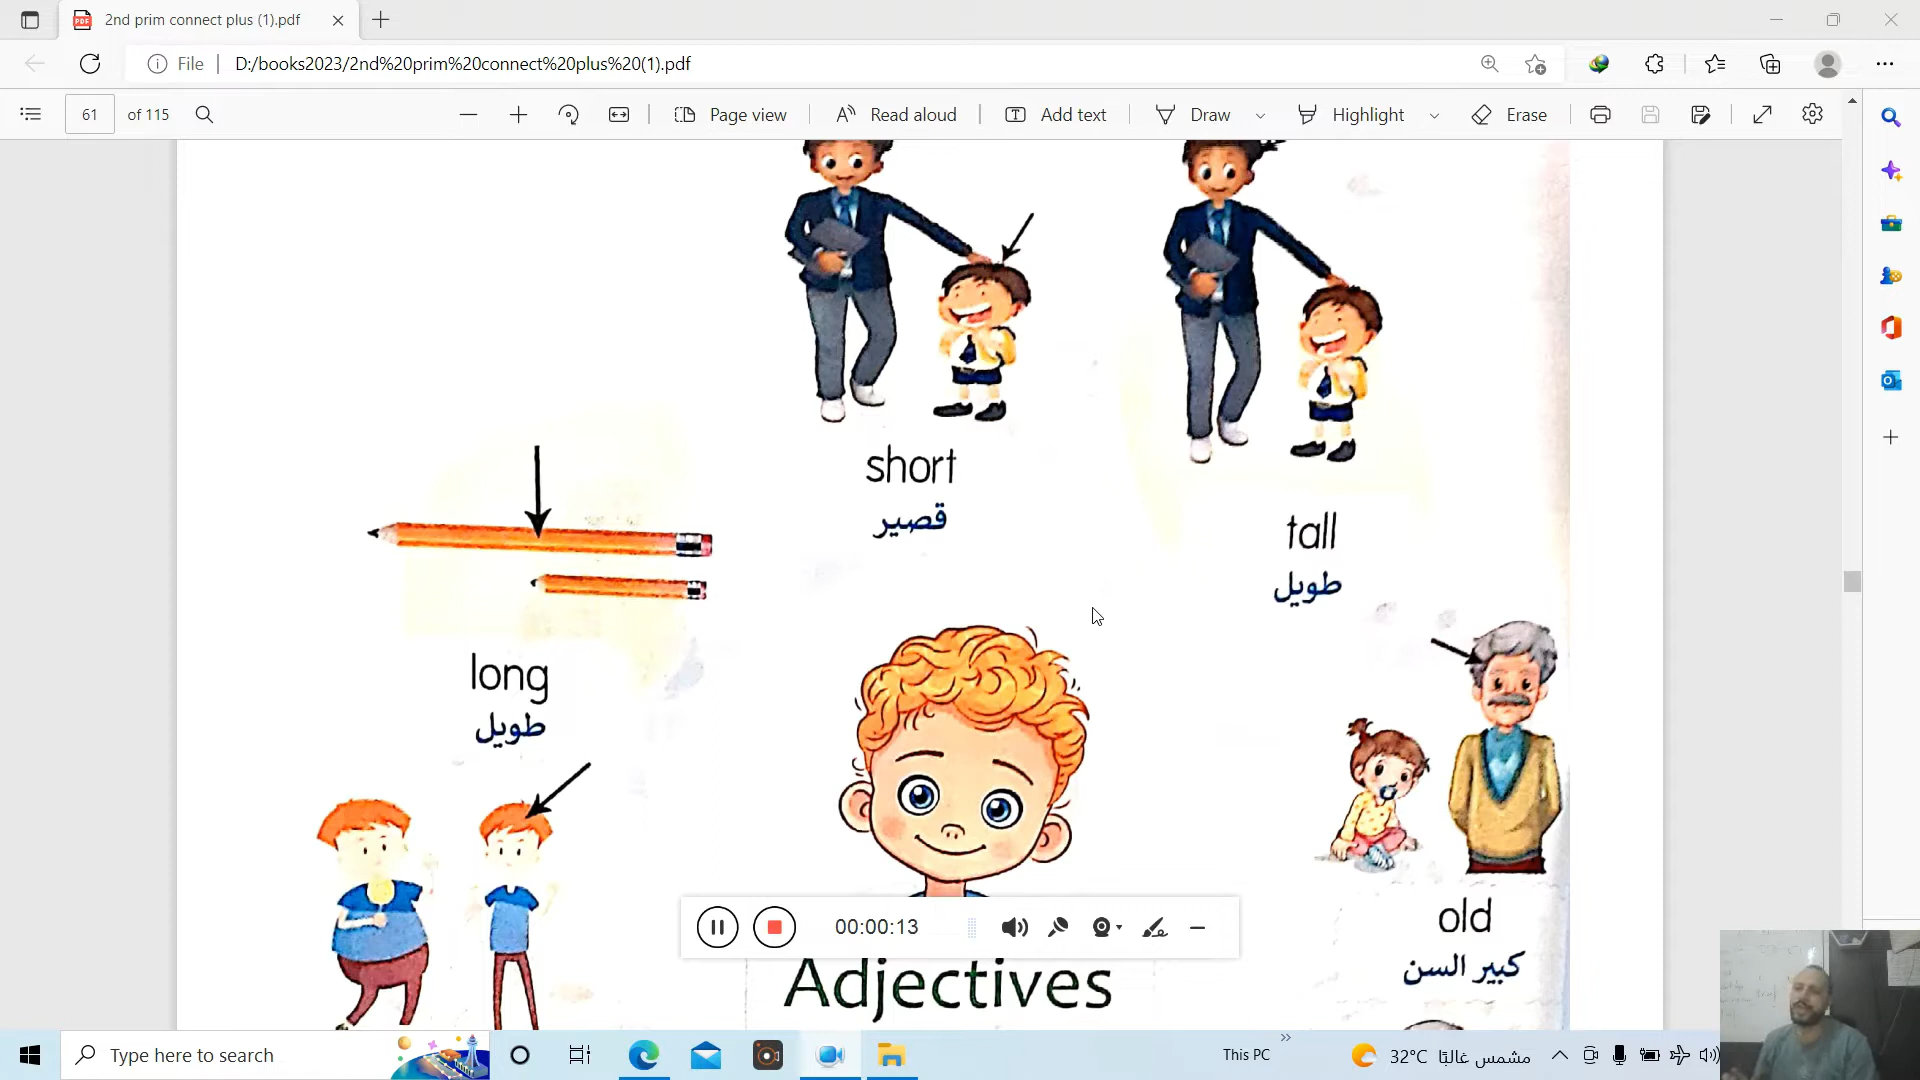 2nd prim connect plus (1).pdf
File
D:/books2023/2nd%20prim%20connect%20plus%20(1).pdf
61 of 115
Page view
Read aloud
Add text
Draw
Highlight
Erase
short
قصير
tall
طويل
long
طويل
old
كبير السن
00:00:13
Adjectives
Type here to search
This PC
32°C مشمس غالبًا